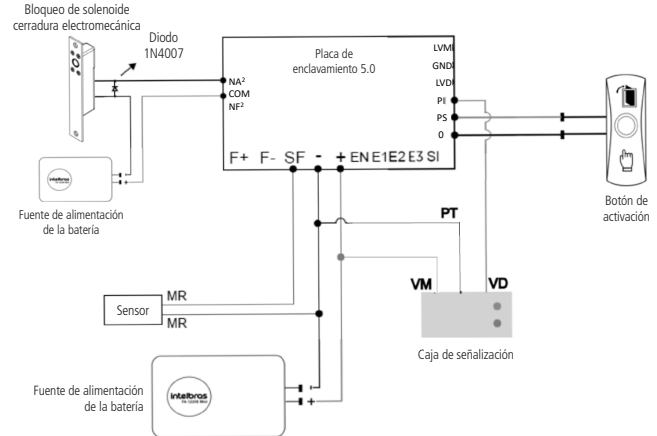 Bloqueo de solenoide
cerradura electromecánica
Diodo
1N4007
Placa de
enclavamiento 5.0
NA²
COM
NF²
LVM
GND
LVD
PI
PS
0
F+ F- SF - + EN E1 E2 E3 SI
intelbras
Fuente de alimentación
de la batería
Botón de
activación
PT
VM
VD
Caja de señalización
Sensor
MR
MR
Fuente de alimentación
de la batería
intelbras
- +
- +